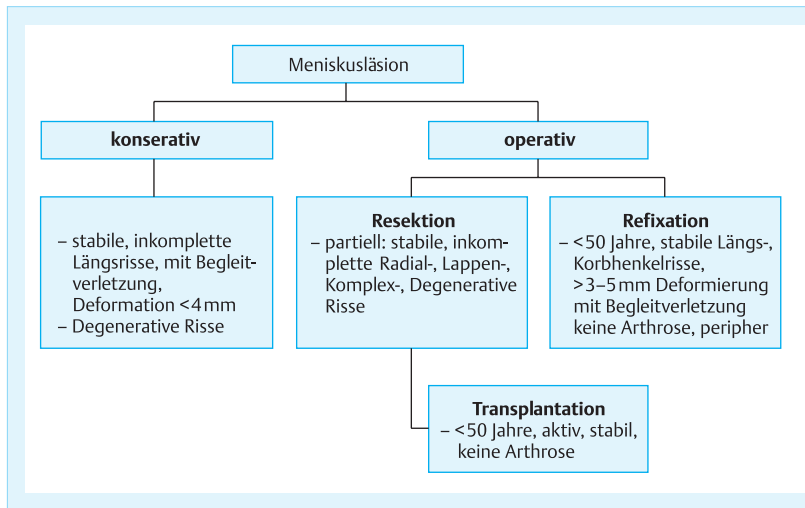 Meniskusläsion
konserativ
operativ
– stabile, inkomplette
Längsrisse, mit Begleit-
verletzung,
Deformation <4 mm
– Degenerative Risse
Resektion
– partiell: stabile, inkom-
plette Radial-, Lappen-,
Komplex-, Degenerative
Risse
Refixation
– <50 Jahre, stabile Längs-,
Korbhenkelrisse,
>3–5 mm Deformierung
mit Begleitverletzung
keine Arthrose, peripher
Transplantation
– <50 Jahre, aktiv, stabil,
keine Arthrose